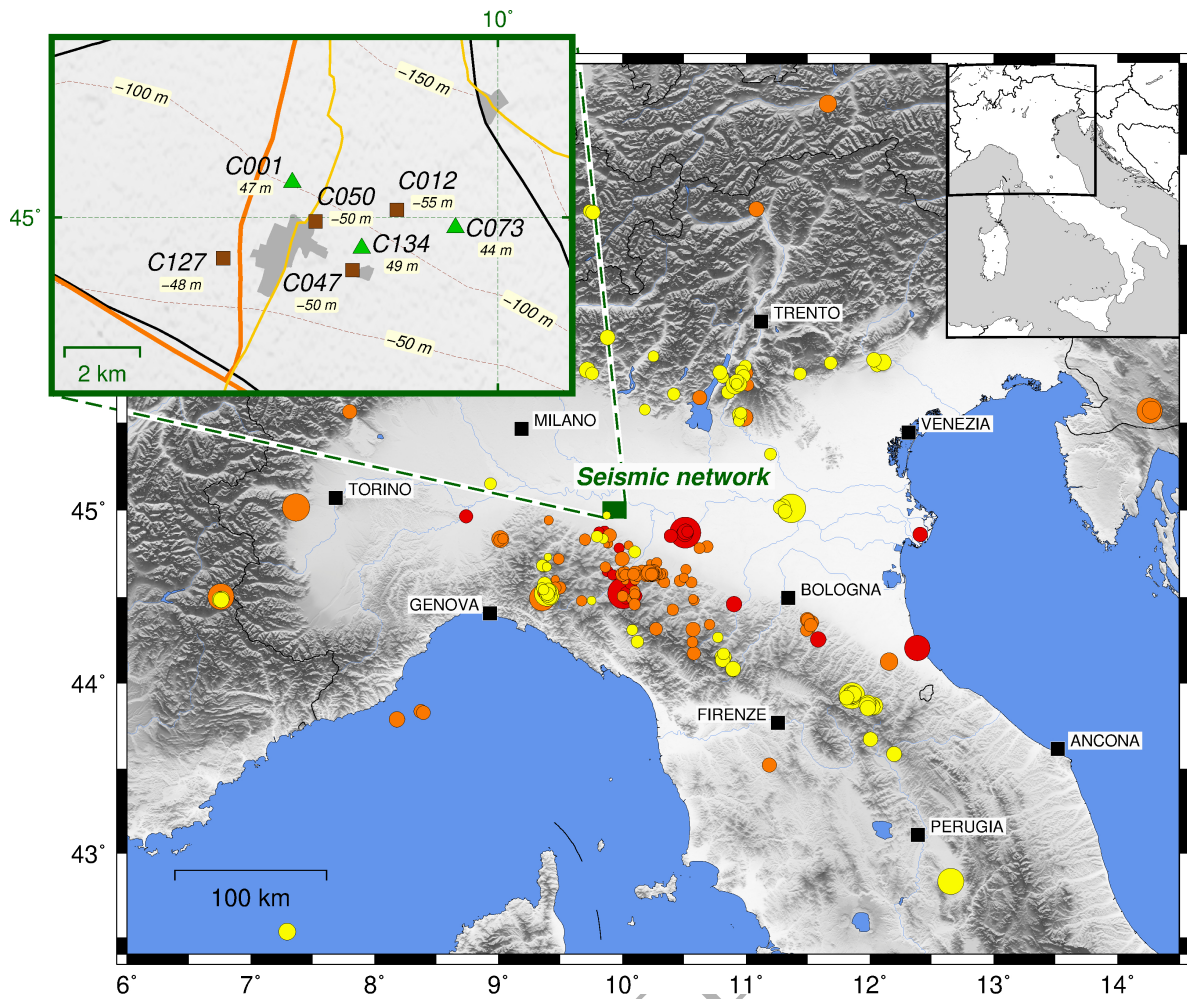 10°
−150 m
−100 m
C001
47 m
C050
−50 m
C012
−55 m
45°
C073
44 m
C134
49 m
C127
−48 m
C047
−50 m
−100 m
−50 m
2 km
TRENTO
MILANO
VENEZIA
Seismic network
TORINO
45°
BOLOGNA
GENOVA
44°
FIRENZE
ANCONA
43°
PERUGIA
100 km
6° 7° 8° 9° 10° 11° 12° 13° 14°